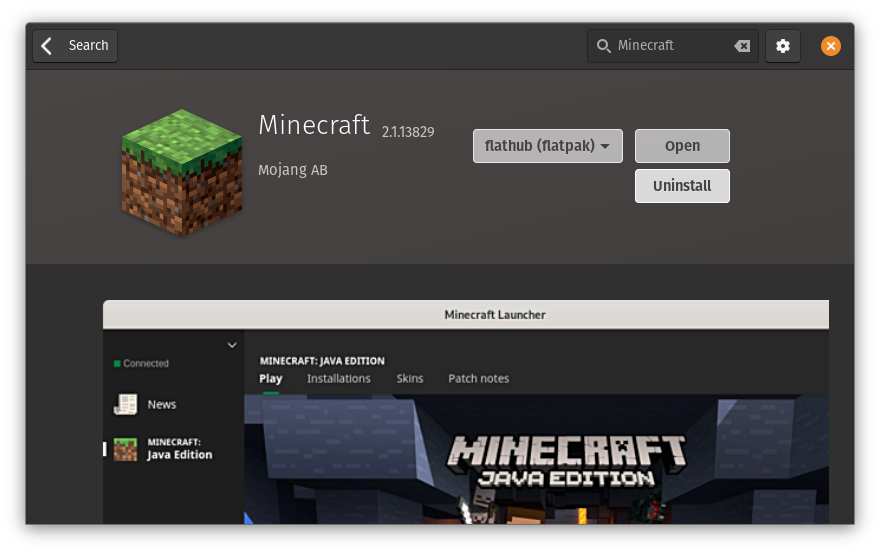 Search
Minecraft
Minecraft 2.1.13829
Mojang AB
flathub (flatpak)
Open
Uninstall
Minecraft Launcher
Connected
News
MINECRAFT:
Java Edition
MINECRAFT: JAVA EDITION
Play Installations Skins Patch notes
MINECRAFT
JAVA EDITION